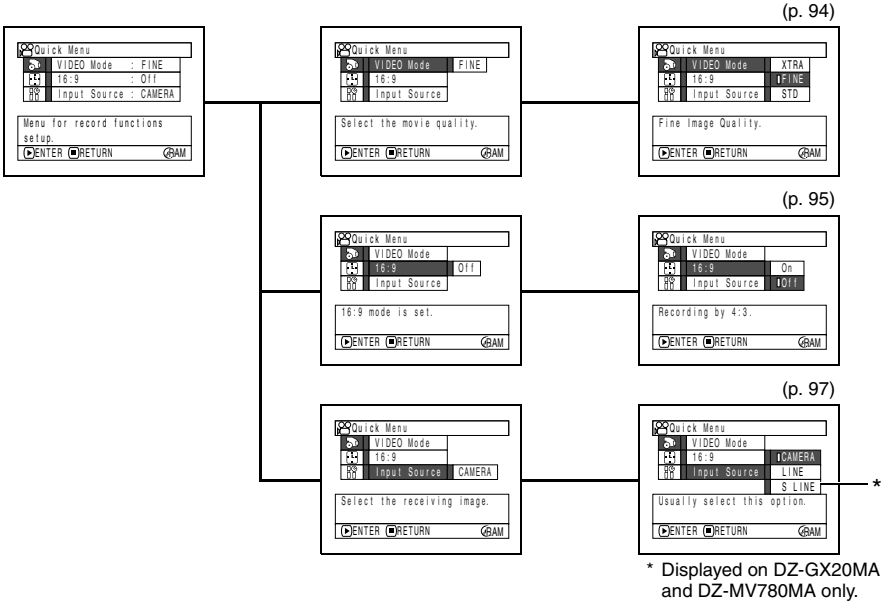 (p. 94)
Quick Menu
VIDEO Mode : FINE
16:9 : Off
Input Source : CAMERA
Menu for record functions
setup.
ENTER RETURN RAM
Quick Menu
VIDEO Mode FINE
16:9
Input Source
Select the movie quality.
ENTER RETURN RAM
Quick Menu
VIDEO Mode XTRA
16:9 FINE
Input Source STD
Fine Image Quality.
ENTER RETURN RAM
(p. 95)
Quick Menu
VIDEO Mode
16:9 Off
Input Source
16:9 mode is set.
ENTER RETURN RAM
Quick Menu
VIDEO Mode
16:9 On
Input Source Off
Recording by 4:3.
ENTER RETURN RAM
(p. 97)
Quick Menu
VIDEO Mode
16:9
Input Source CAMERA
Select the receiving image.
ENTER RETURN RAM
Quick Menu
VIDEO Mode
16:9 CAMERA
Input Source LINE
S LINE *
Usually select this option.
ENTER RETURN RAM
* Displayed on DZ-GX20MA
and DZ-MV780MA only.